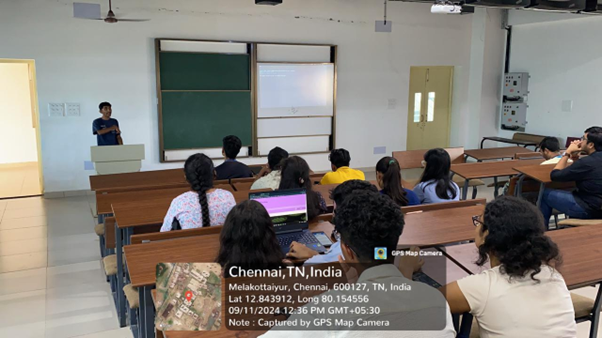 GPS Map Camera
Chennai,TN,India
Melakottaiyur, Chennai, 600127, TN, India
Lat 12.843912, Long 80.154556
09/11/2024 12:36 PM GMT+05:30
Note : Captured by GPS Map Camera